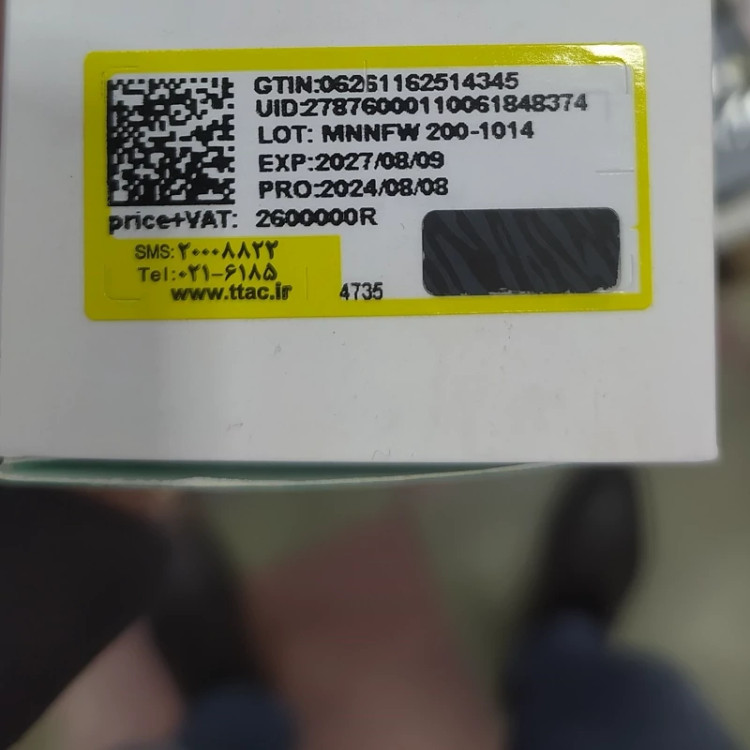 GTIN:06261162514345
UID:27876000110061848374
LOT: MNNFW 200-1014
EXP:2027/08/09
PRO:2024/08/08
price+VAT: 2600000R
SMS:۲۰۰۰۸۸۲۲
Tel:۰۲۱-۶۱۸۵
www.ttac.ir
4735